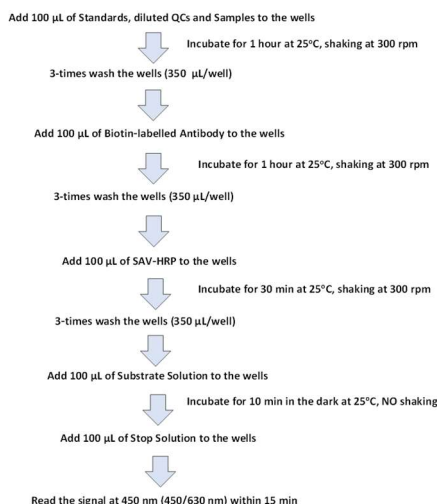 Add 100 µL of Standards, diluted QCs and Samples to the wells
Incubate for 1 hour at 25°C, shaking at 300 rpm
3-times wash the wells (350 µL/well)
Add 100 µL of Biotin-labelled Antibody to the wells
Incubate for 1 hour at 25°C, shaking at 300 rpm
3-times wash the wells (350 µL/well)
Add 100 µL of SAV-HRP to the wells
Incubate for 30 min at 25°C, shaking at 300 rpm
3-times wash the wells (350 µL/well)
Add 100 µL of Substrate Solution to the wells
Incubate for 10 min in the dark at 25°C, NO shaking
Add 100 µL of Stop Solution to the wells
Read the signal at 450 nm (450/630 nm) within 15 min